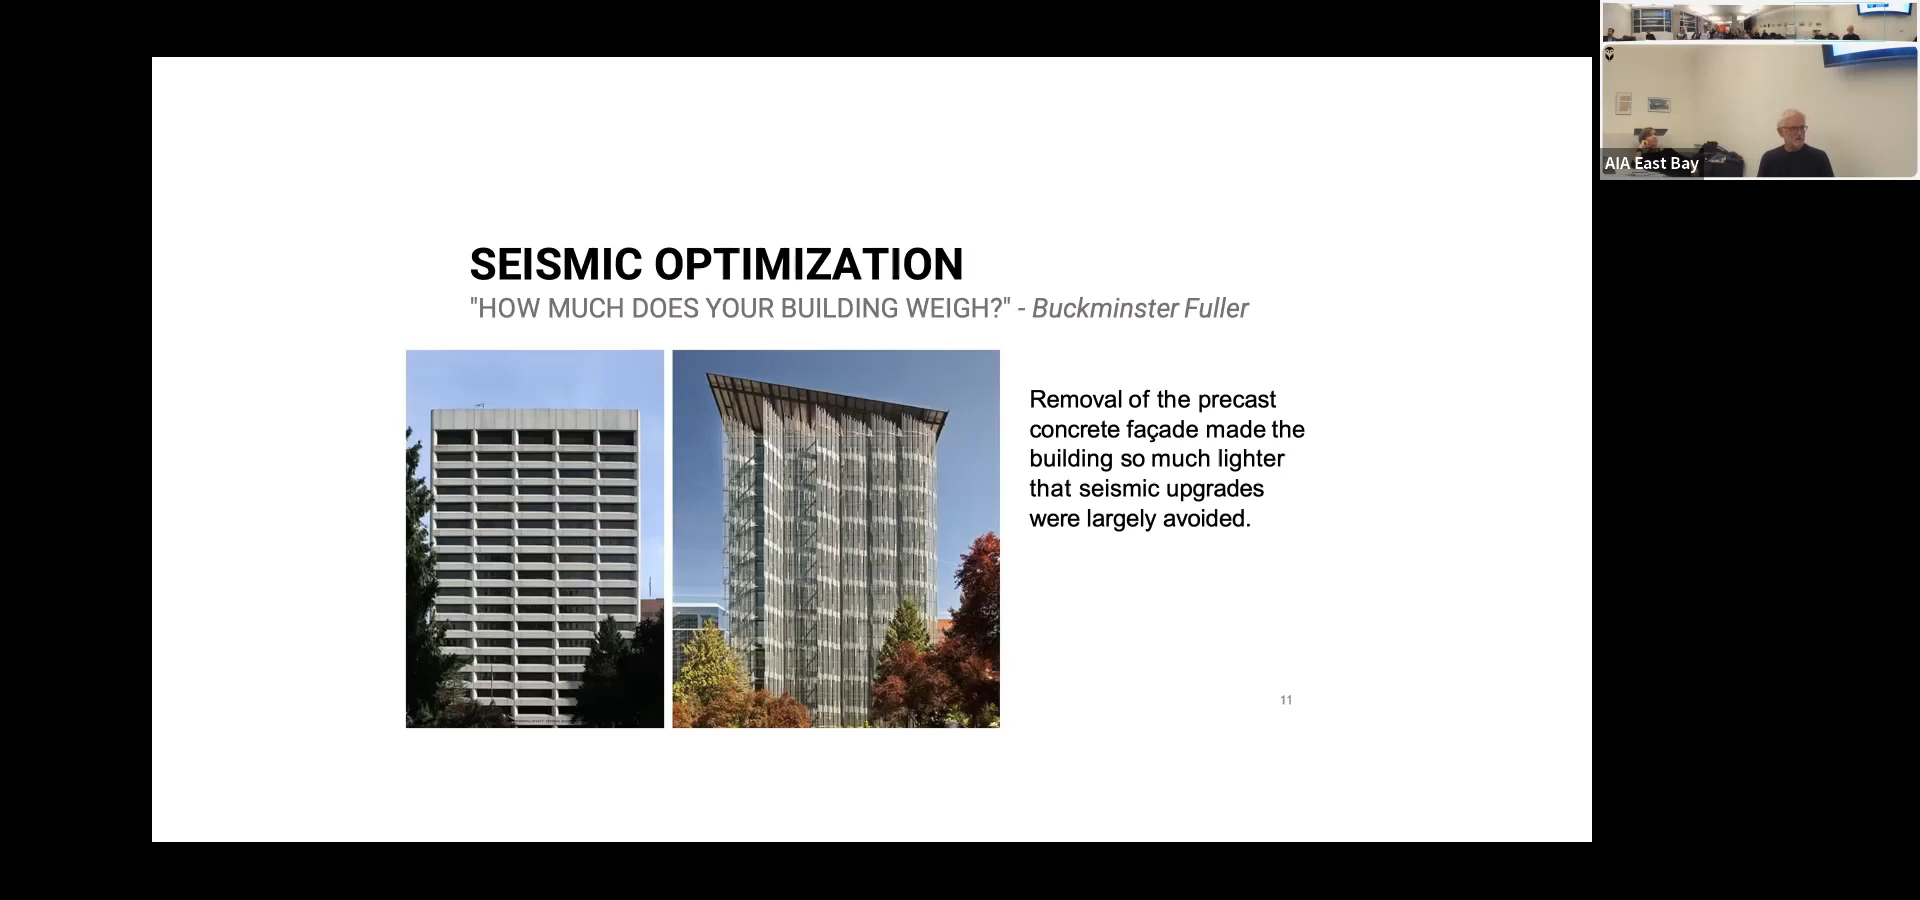 SEISMIC OPTIMIZATION
"HOW MUCH DOES YOUR BUILDING WEIGH?" - Buckminster Fuller
Removal of the precast
concrete façade made the
building so much lighter
that seismic upgrades
were largely avoided.
11
AIA East Bay